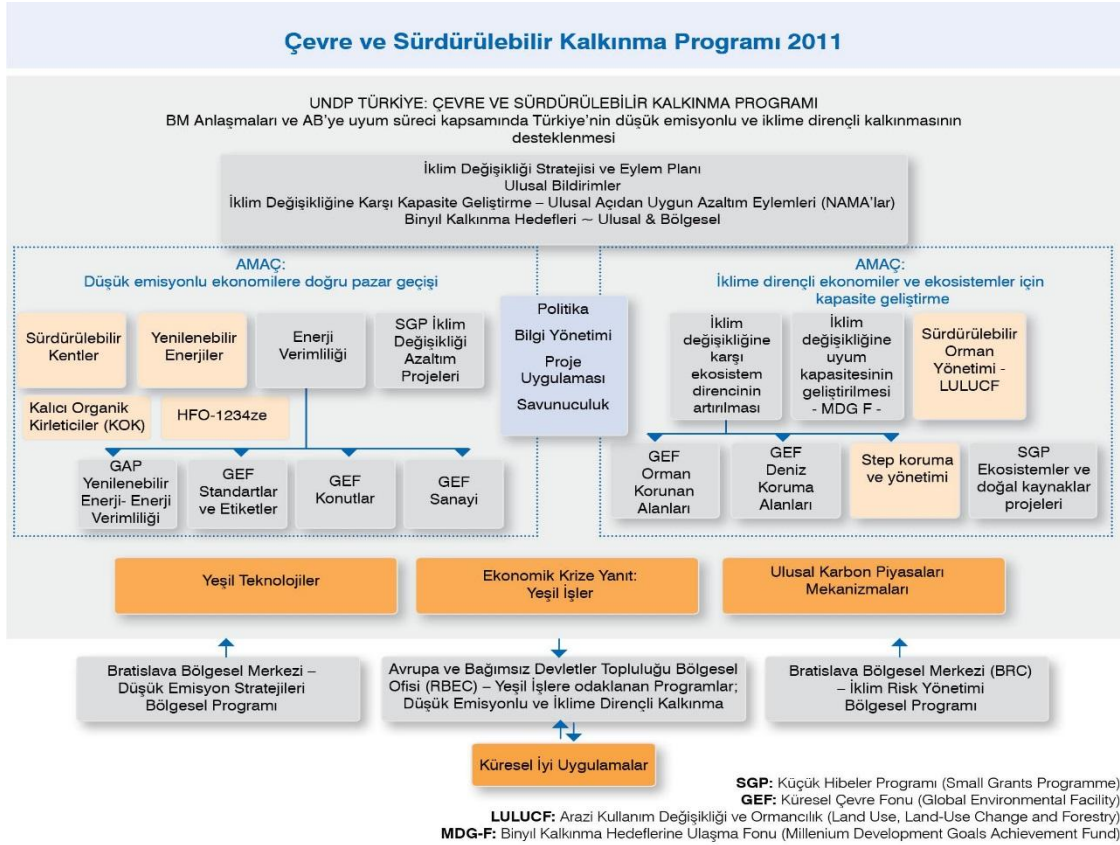 Çevre ve Sürdürülebilir Kalkınma Programı 2011
UNDP TÜRKİYE: ÇEVRE VE SÜRDÜRÜLEBİLİR KALKINMA PROGRAMI
BM Anlaşmaları ve AB'ye uyum süreci kapsamında Türkiye'nin düşük emisyonlu ve iklime dirençli kalkınmasının
desteklenmesi
İklim Değişikliği Stratejisi ve Eylem Planı
Ulusal Bildirimler
İklim Değişikliğine Karşı Kapasite Geliştirme – Ulusal Açıdan Uygun Azaltım Eylemleri (NAMA'lar)
Binyıl Kalkınma Hedefleri ~ Ulusal & Bölgesel
AMAÇ:
Düşük emisyonlu ekonomilere doğru pazar geçişi
Sürdürülebilir
Kentler
Yenilenebilir
Enerjiler
Enerji
Verimliliği
SGP İklim
Değişikliği
Azaltım
Projeleri
Kalıcı Organik
Kirleticiler (KOK)
HFO-1234ze
GAP
Yenilenebilir
Enerji- Enerji
Verimliliği
GEF
Standartlar
ve Etiketler
GEF
Konutlar
GEF
Sanayi
Politika
Bilgi Yönetimi
Proje
Uygulaması
Savunuculuk
AMAÇ:
İklime dirençli ekonomiler ve ekosistemler için
kapasite geliştirme
İklim
değişikliğine
karşı
ekosistem
direncinin
artırılması
İklim
değişikliğine
uyum
kapasitesinin
geliştirilmesi
- MDG F -
Sürdürülebilir
Orman
Yönetimi -
LULUCF
GEF
Orman
Korunan
Alanları
GEF
Deniz
Koruma
Alanları
Step koruma
ve yönetimi
SGP
Ekosistemler ve
doğal kaynaklar
projeleri
Yeşil Teknolojiler
Ekonomik Krize Yanıt:
Yeşil İşler
Ulusal Karbon Piyasaları
Mekanizmaları
Bratislava Bölgesel Merkezi –
Düşük Emisyon Stratejileri
Bölgesel Programı
Avrupa ve Bağımsız Devletler Topluluğu Bölgesel
Ofisi (RBEC) – Yeşil İşlere odaklanan Programlar;
Düşük Emisyonlu ve İklime Dirençli Kalkınma
Bratislava Bölgesel Merkezi (BRC)
– İklim Risk Yönetimi
Bölgesel Programı
Küresel İyi Uygulamalar
SGP: Küçük Hibeler Programı (Small Grants Programme)
GEF: Küresel Çevre Fonu (Global Environmental Facility)
LULUCF: Arazi Kullanım Değişikliği ve Ormancılık (Land Use, Land-Use Change and Forestry)
MDG-F: Binyıl Kalkınma Hedeflerine Ulaşma Fonu (Millenium Development Goals Achievement Fund)